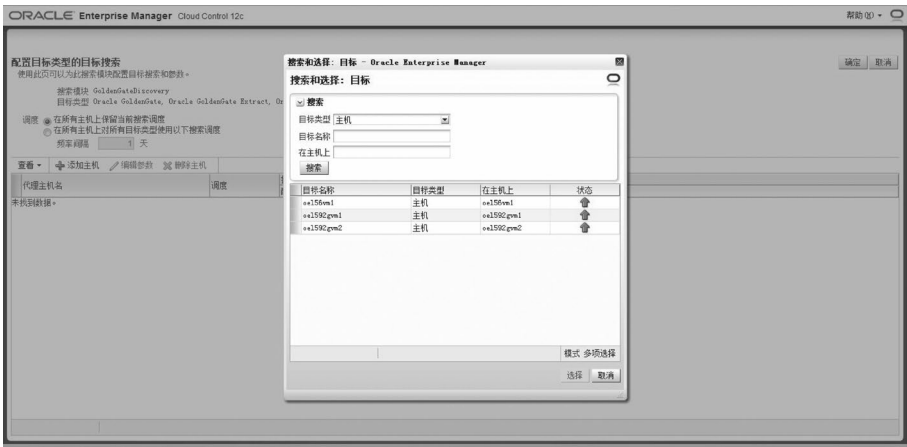 ORACLE Enterprise Manager Cloud Control 12c
帮助(X)
配置目标类型的目标搜索
使用此页可以为此搜索模块配置目标搜索和参数。
确定 取消
搜索模块 GoldenGateDiscovery
目标类型 Oracle GoldenGate, Oracle GoldenGate Extract, Or
调度 在所有主机上保留当前搜索调度
在所有主机上对所有目标类型使用以下搜索调度
频率间隔 1 天
查看 添加主机 编辑参数 删除主机
代理主机名 调度
未找到数据。
搜索和选择: 目标 - Oracle Enterprise Manager
搜索和选择: 目标
搜索
目标类型 主机
目标名称
在主机上
搜索
目标名称 目标类型 在主机上 状态
oel56vm1 主机 oel56vm1
oel592gvm1 主机 oel592gvm1
oel592gvm2 主机 oel592gvm2
模式 多项选择
选择 取消